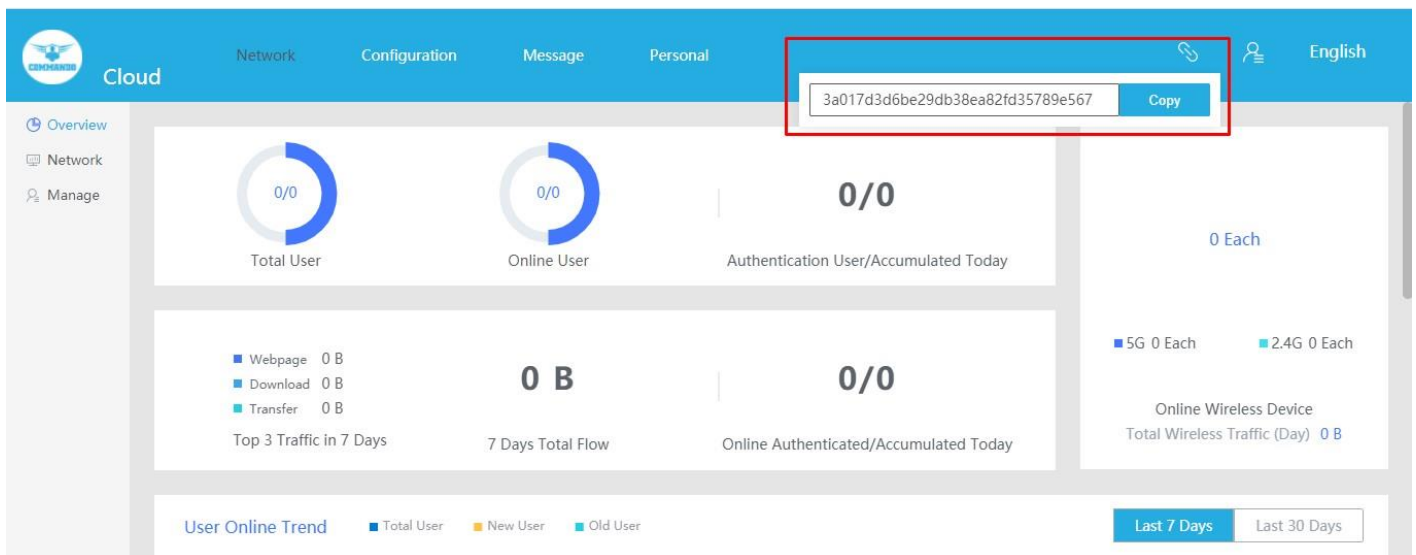 COMMANDO
Cloud
Network
Configuration
Message
Personal
English
3a017d3d6be29db38ea82fd35789e567
Copy
Overview
Network
Manage
0/0
Total User
0/0
Online User
0/0
Authentication User/Accumulated Today
0 Each
5G 0 Each
2.4G 0 Each
Online Wireless Device
Total Wireless Traffic (Day) 0 B
Webpage 0 B
Download 0 B
Transfer 0 B
Top 3 Traffic in 7 Days
0 B
7 Days Total Flow
0/0
Online Authenticated/Accumulated Today
User Online Trend
Total User
New User
Old User
Last 7 Days
Last 30 Days